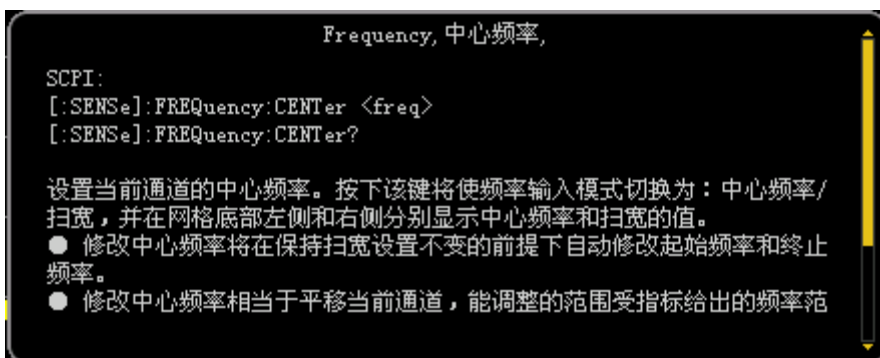 Frequency, 中心频率,
SCPI:
[:SENSe]:FREQuency:CENTer <freq>
[:SENSe]:FREQuency:CENTer?
设置当前通道的中心频率。按下该键将使频率输入模式切换为：中心频率/
扫宽，并在网格底部左侧和右侧分别显示中心频率和扫宽的值。
● 修改中心频率将在保持扫宽设置不变的前提下自动修改起始频率和终止
频率。
● 修改中心频率相当于平移当前通道，能调整的范围受指标给出的频率范